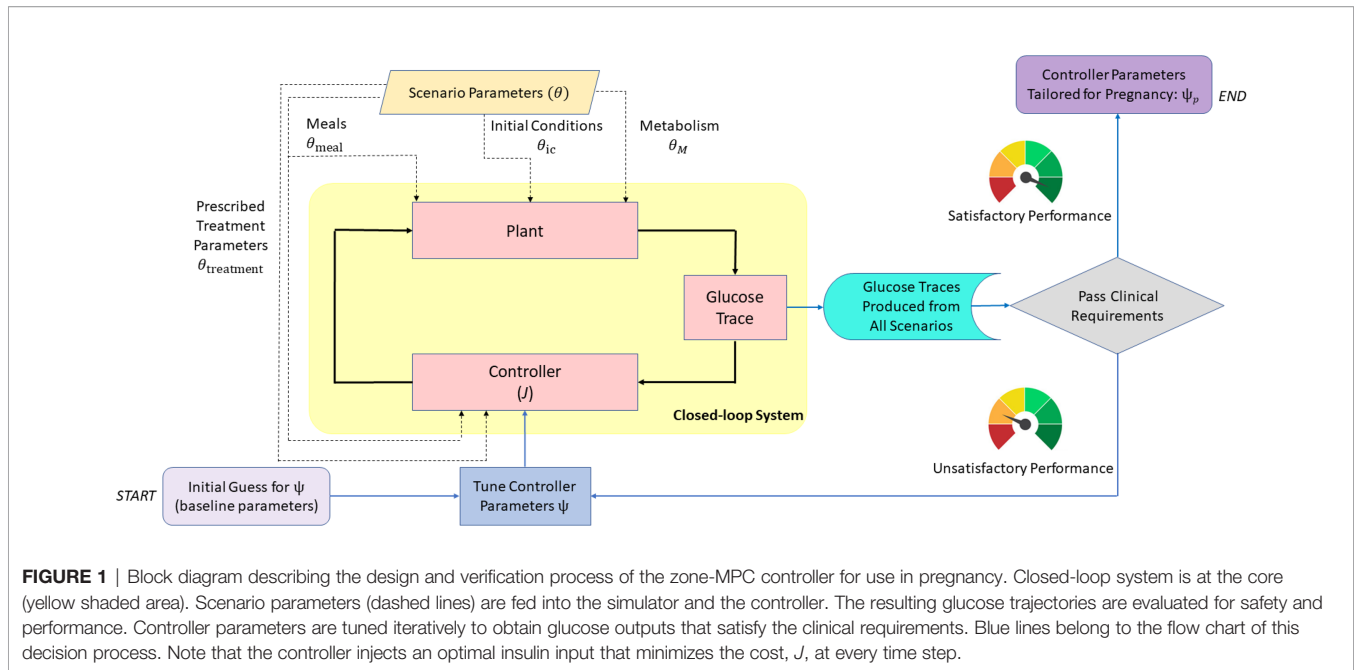 Scenario Parameters (θ)
Meals
θmeal
Initial Conditions
θic
Metabolism
θM
Prescribed
Treatment
Parameters
θtreatment
Plant
Glucose
Trace
Controller
(J)
Closed-loop System
START
Initial Guess for ψ
(baseline parameters)
Tune Controller
Parameters ψ
Glucose Traces
Produced from
All Scenarios
Pass Clinical
Requirements
Controller Parameters
Tailored for Pregnancy: ψp
END
Satisfactory Performance
Unsatisfactory Performance
FIGURE 1 | Block diagram describing the design and verification process of the zone-MPC controller for use in pregnancy. Closed-loop system is at the core
(yellow shaded area). Scenario parameters (dashed lines) are fed into the simulator and the controller. The resulting glucose trajectories are evaluated for safety and
performance. Controller parameters are tuned iteratively to obtain glucose outputs that satisfy the clinical requirements. Blue lines belong to the flow chart of this
decision process. Note that the controller injects an optimal insulin input that minimizes the cost, J, at every time step.